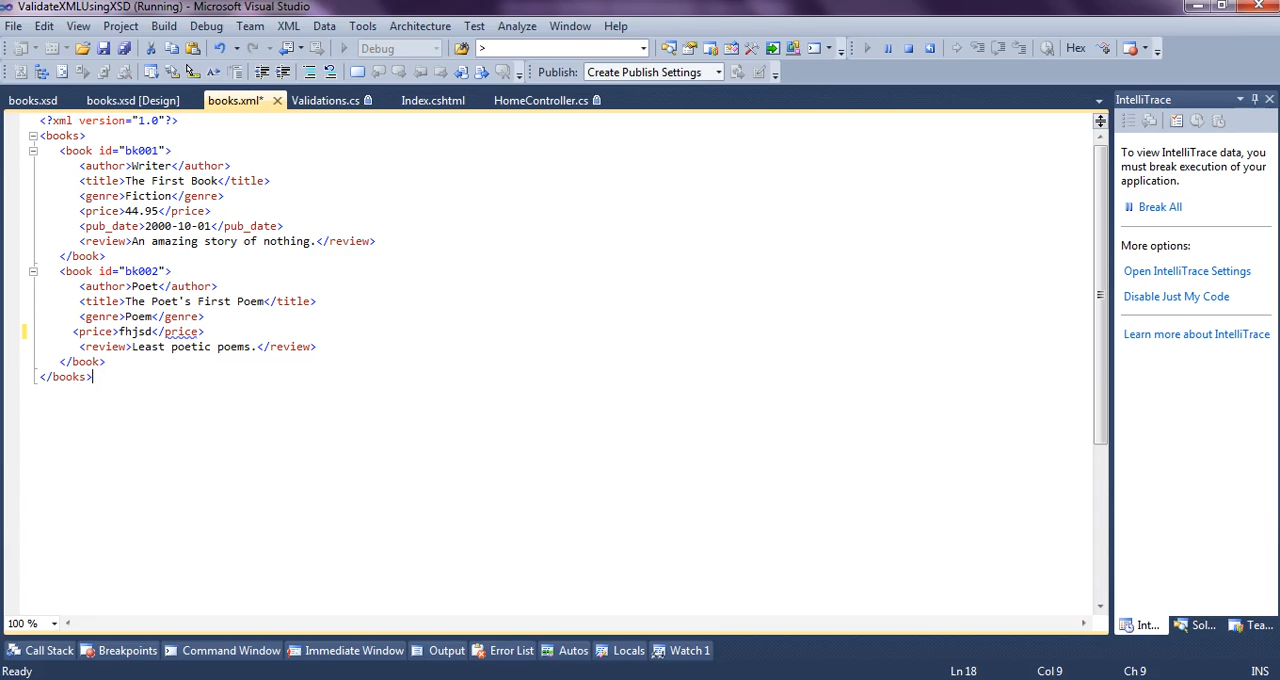 ValidateXMLUsingXSD (Running) - Microsoft Visual Studio
File Edit View Project Build Debug Team XML Data Tools Architecture Test Analyze Window Help
Debug > Hex
Publish: Create Publish Settings
books.xsd books.xsd [Design] books.xml* Validations.cs Index.cshtml HomeController.cs IntelliTrace
<?xml version="1.0"?>
<books>
<book id="bk001">
<author>Writer</author>
<title>The First Book</title>
<genre>Fiction</genre>
<price>44.95</price>
<pub_date>2000-10-01</pub_date>
<review>An amazing story of nothing.</review>
</book>
<book id="bk002">
<author>Poet</author>
<title>The Poet's First Poem</title>
<genre>Poem</genre>
<price>fhjsd</price>
<review>Least poetic poems.</review>
</book>
</books>
To view IntelliTrace data, you
must break execution of your
application.
Break All
More options:
Open IntelliTrace Settings
Disable Just My Code
Learn more about IntelliTrace
100 %
Int... Sol... Tea...
Call Stack Breakpoints Command Window Immediate Window Output Error List Autos Locals Watch 1
Ready Ln 18 Col 9 Ch 9 INS